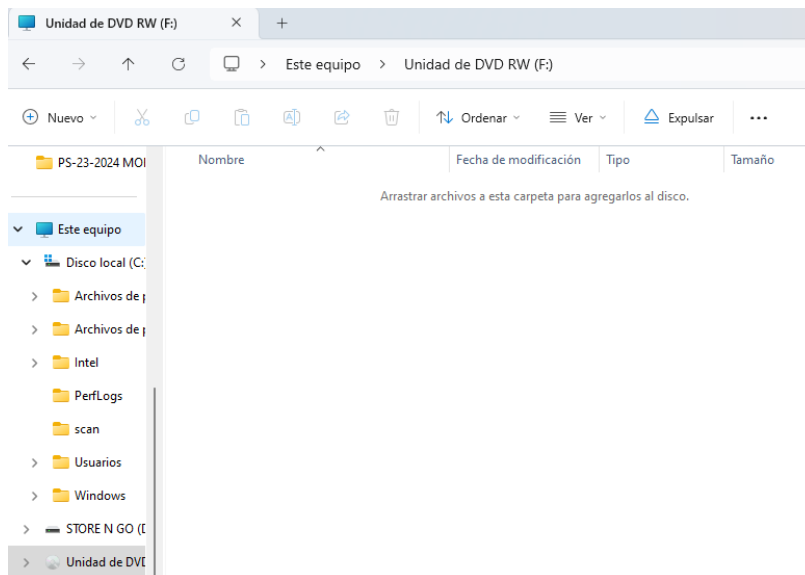 Unidad de DVD RW (F:)
Este equipo > Unidad de DVD RW (F:)
Nuevo
Ordenar
Ver
Expulsar
PS-23-2024 MO
Nombre
Fecha de modificación
Tipo
Tamaño
Arrastrar archivos a esta carpeta para agregarlos al disco.
Este equipo
Disco local (C:
Archivos de p
Archivos de p
Intel
PerfLogs
scan
Usuarios
Windows
STORE N GO (D
Unidad de DVD